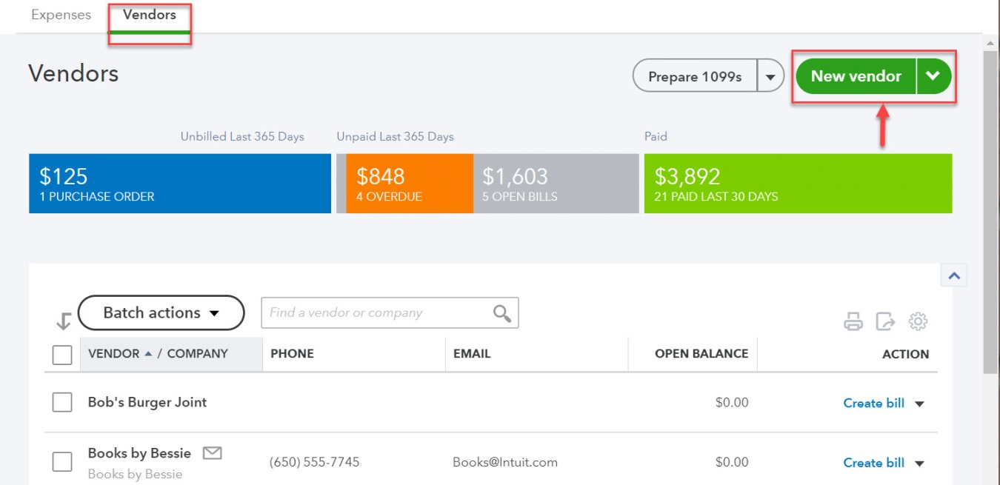 Expenses Vendors
Vendors
Prepare 1099s
New vendor
Unbilled Last 365 Days
Unpaid Last 365 Days
Paid
$125
1 PURCHASE ORDER
$848
4 OVERDUE
$1,603
5 OPEN BILLS
$3,892
21 PAID LAST 30 DAYS
Batch actions
Find a vendor or company
VENDOR / COMPANY PHONE EMAIL OPEN BALANCE ACTION
Bob's Burger Joint $0.00 Create bill
Books by Bessie (650) 555-7745 Books@Intuit.com $0.00 Create bill
Books by Bessie